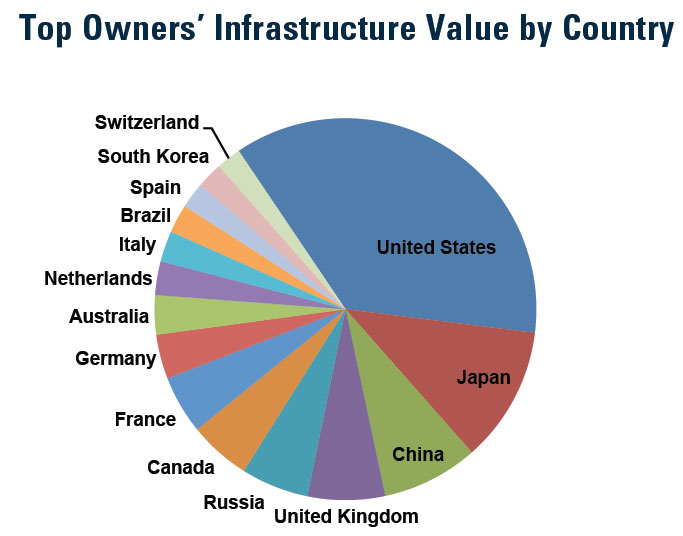 Top Owners’ Infrastructure Value by Country
Switzerland
South Korea
Spain
Brazil
Italy
Netherlands
Australia
Germany
France
Canada
Russia
United Kingdom
China
Japan
United States